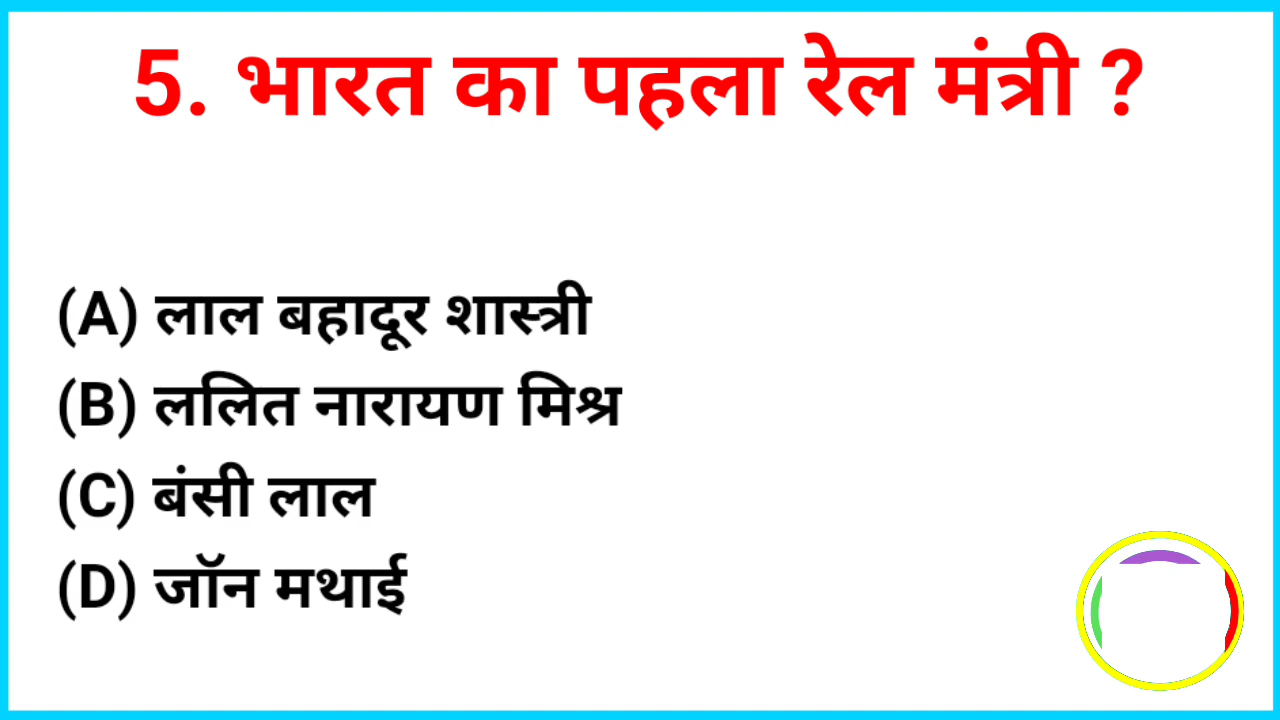 5. भारत का पहला रेल मंत्री ?
(A) लाल बहादूर शास्त्री
(B) ललित नारायण मिश्र
(C) बंसी लाल
(D) जॉन मथाई